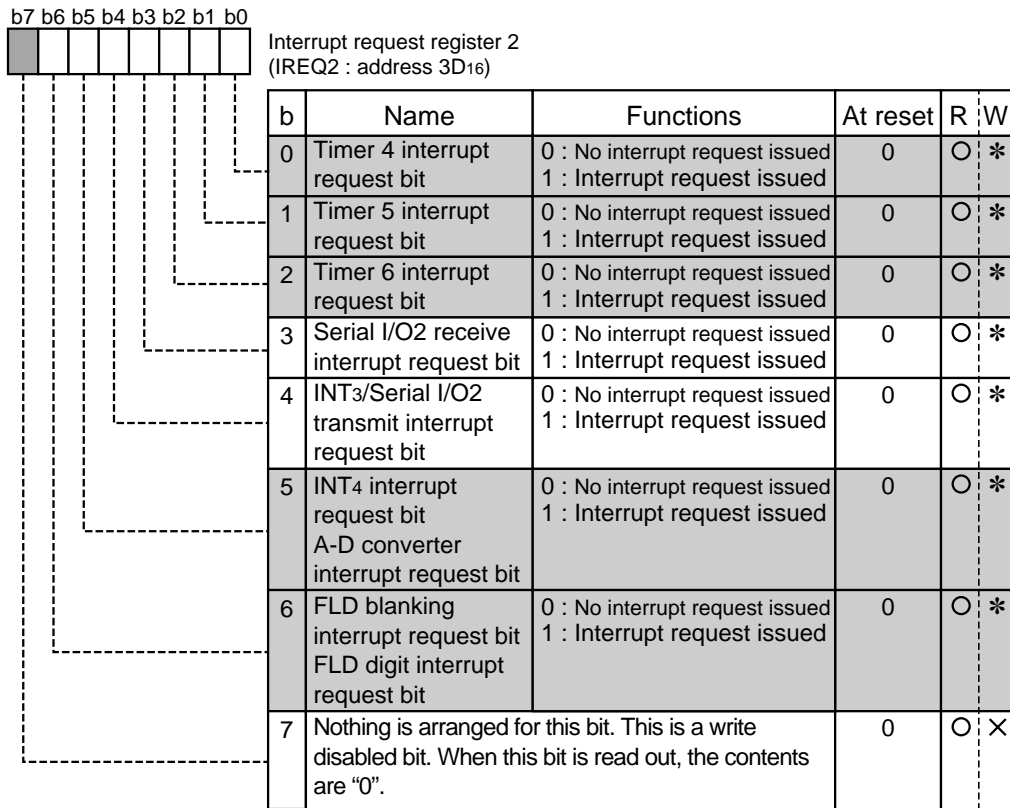 b7 b6 b5 b4 b3 b2 b1 b0
Interrupt request register 2
(IREQ2 : address 3D16)
b Name Functions At reset R W
0 Timer 4 interrupt 0 : No interrupt request issued 0 O ✻
request bit 1 : Interrupt request issued
1 Timer 5 interrupt 0 : No interrupt request issued 0 O ✻
request bit 1 : Interrupt request issued
2 Timer 6 interrupt 0 : No interrupt request issued 0 O ✻
request bit 1 : Interrupt request issued
3 Serial I/O2 receive 0 : No interrupt request issued 0 O ✻
interrupt request bit 1 : Interrupt request issued
4 INT3/Serial I/O2 0 : No interrupt request issued 0 O ✻
transmit interrupt 1 : Interrupt request issued
request bit
5 INT4 interrupt 0 : No interrupt request issued 0 O ✻
request bit 1 : Interrupt request issued
A-D converter
interrupt request bit
6 FLD blanking 0 : No interrupt request issued 0 O ✻
interrupt request bit 1 : Interrupt request issued
FLD digit interrupt
request bit
7 Nothing is arranged for this bit. This is a write 0 O ×
disabled bit. When this bit is read out, the contents
are “0”.